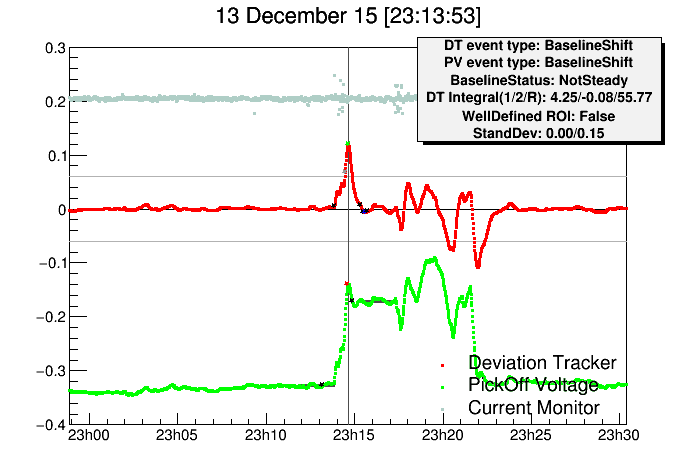 13 December 15 [23:13:53]
DT event type: BaselineShift
PV event type: BaselineShift
BaselineStatus: NotSteady
DT Integral(1/2/R): 4.25/-0.08/55.77
WellDefined ROI: False
StandDev: 0.00/0.15
0.3
0.2
0.1
0
−0.1
−0.2
−0.3
−0.4
Deviation Tracker
PickOff Voltage
Current Monitor
23h00 23h05 23h10 23h15 23h20 23h25 23h30